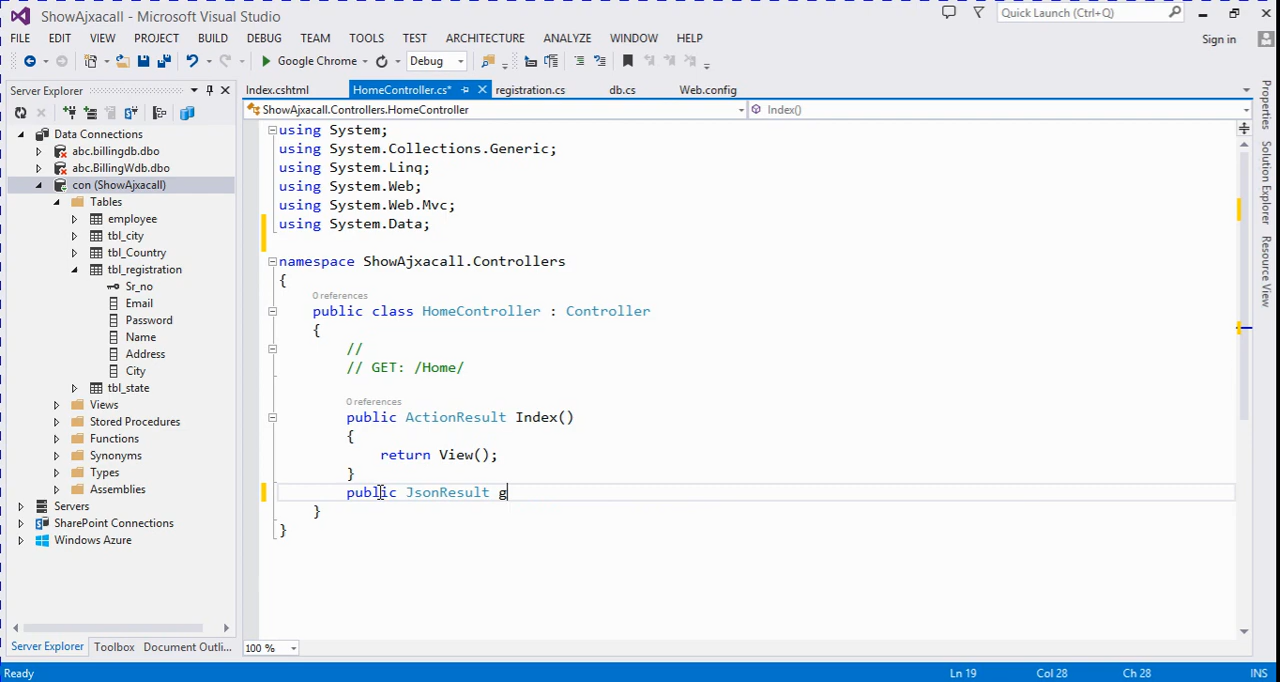 ShowAjxacall - Microsoft Visual Studio
Quick Launch (Ctrl+Q)
FILE EDIT VIEW PROJECT BUILD DEBUG TEAM TOOLS TEST ARCHITECTURE ANALYZE WINDOW HELP
Sign in
Google Chrome Debug
Server Explorer
Index.cshtml HomeController.cs* registration.cs db.cs Web.config
ShowAjxacall.Controllers.HomeController Index()
Data Connections
abc.billingdb.dbo
abc.BillingWdb.dbo
con (ShowAjxacall)
Tables
employee
tbl_city
tbl_Country
tbl_registration
Sr_no
Email
Password
Name
Address
City
tbl_state
Views
Stored Procedures
Functions
Synonyms
Types
Assemblies
Servers
SharePoint Connections
Windows Azure
using System;
using System.Collections.Generic;
using System.Linq;
using System.Web;
using System.Web.Mvc;
using System.Data;
namespace ShowAjxacall.Controllers
{
0 references
public class HomeController : Controller
{
//
// GET: /Home/
0 references
public ActionResult Index()
{
return View();
}
public JsonResult g
}
}
Properties
Solution Explorer
Resource View
Server Explorer Toolbox Document Outli...
100 %
Ready Ln 19 Col 28 Ch 28 INS